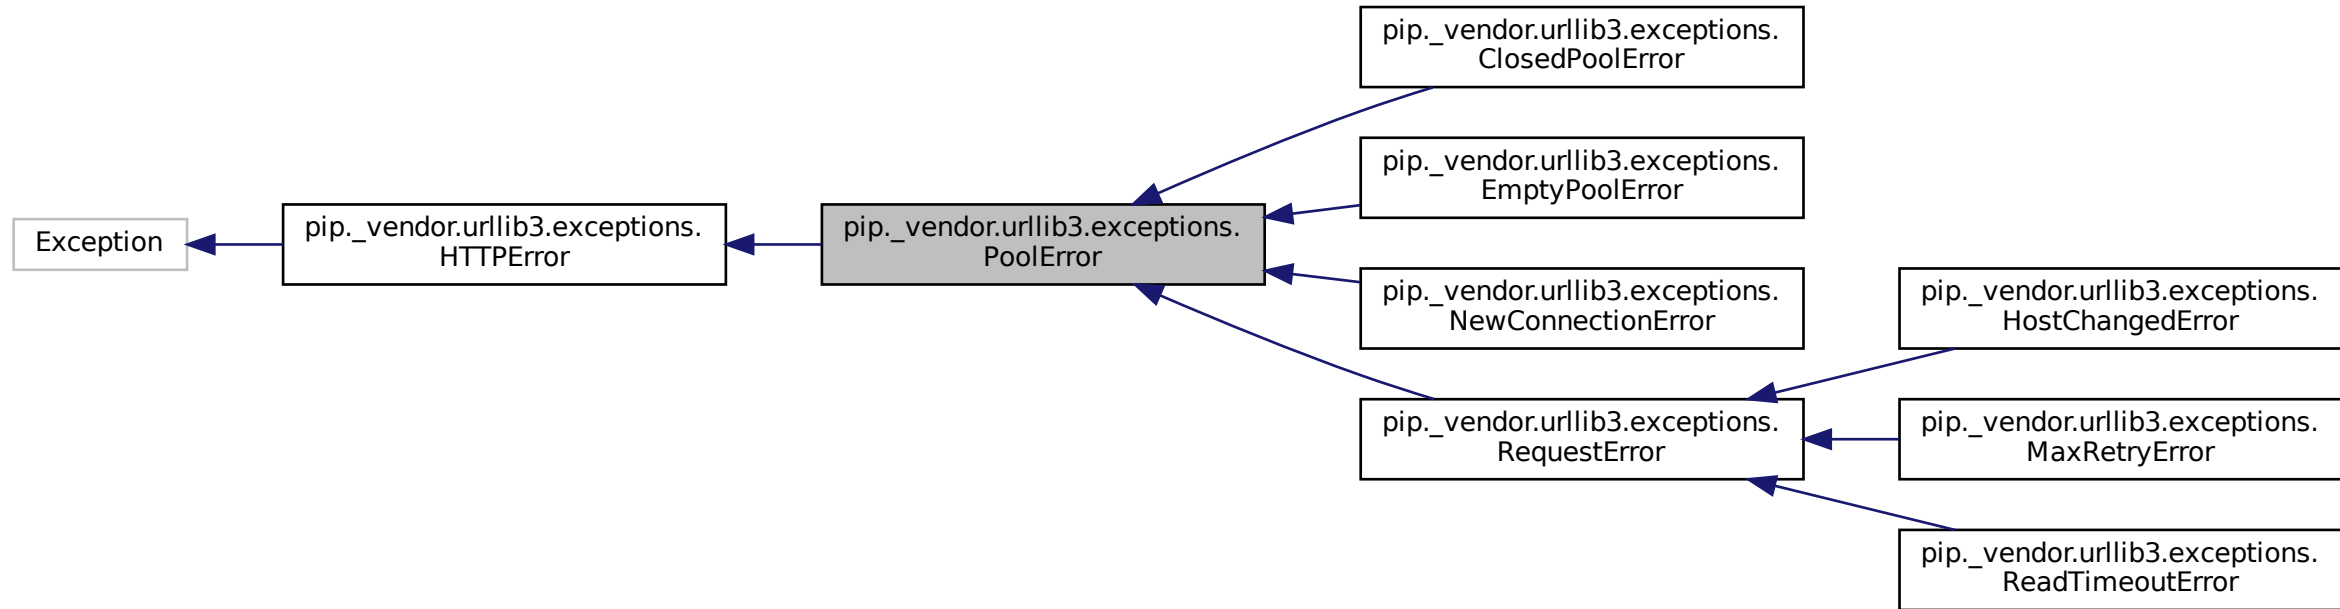 Exception
pip._vendor.urllib3.exceptions.
HTTPError
pip._vendor.urllib3.exceptions.
PoolError
pip._vendor.urllib3.exceptions.
ClosedPoolError
pip._vendor.urllib3.exceptions.
EmptyPoolError
pip._vendor.urllib3.exceptions.
NewConnectionError
pip._vendor.urllib3.exceptions.
RequestError
pip._vendor.urllib3.exceptions.
HostChangedError
pip._vendor.urllib3.exceptions.
MaxRetryError
pip._vendor.urllib3.exceptions.
ReadTimeoutError